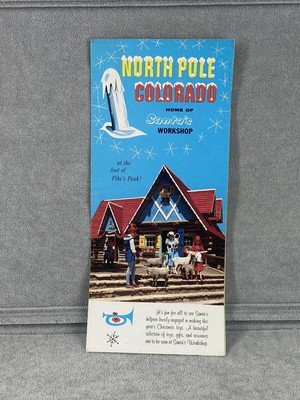 NORTH POLE
COLORADO
HOME OF
Santa's
WORKSHOP
at the
foot of
Pike's Peak!
It's fun for all to see Santa's
helpers busily engaged in making this
year's Christmas toys. ..A beautiful
selection of toys, gifts, and souvenirs
are to be seen at Santa's Workshop.